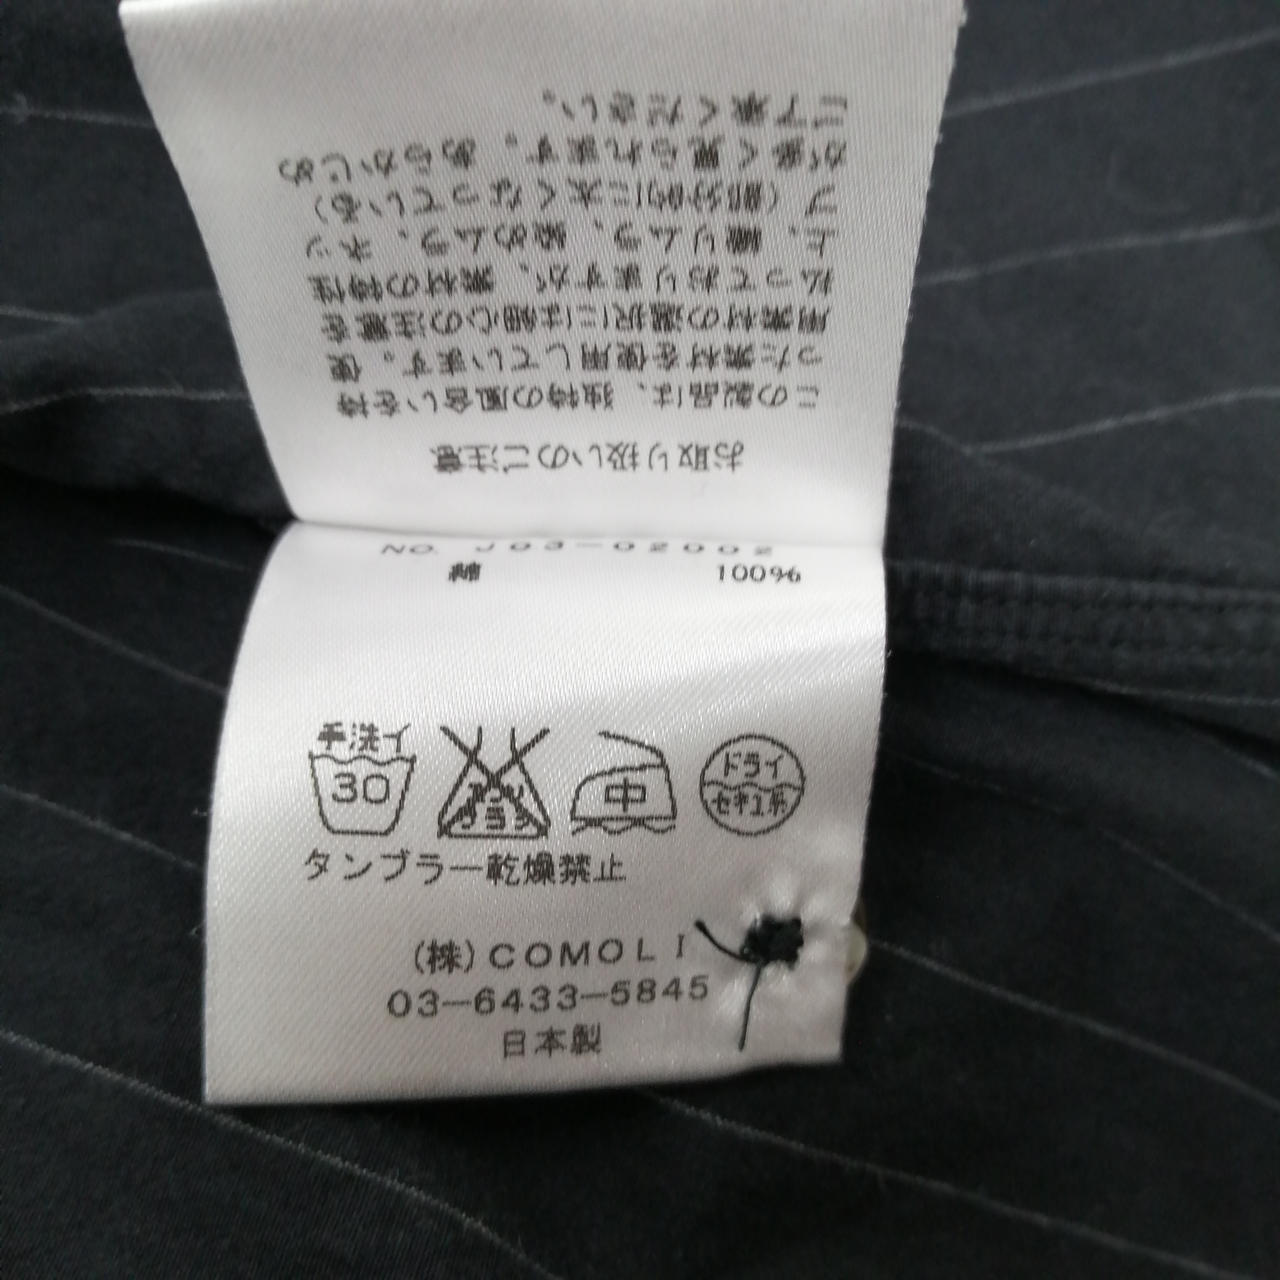 お取り扱いのご注意
この製品は、独特の風合いを持
った素材を使用しています。使
用素材の選択には細心の注意を
払っておりますが、素材の特性
上、織りムラ、染めムラ、ネッ
プ（部分的に太くなっている）
が多く見られます。あらかじめ
ご了承ください。
NO. J03-02002
綿 100%
手洗イ
30
エンソ
サラシ
中
ドライ
セキユ系
タンブラー乾燥禁止
(株)COMOLI
03-6433-5845
日本製